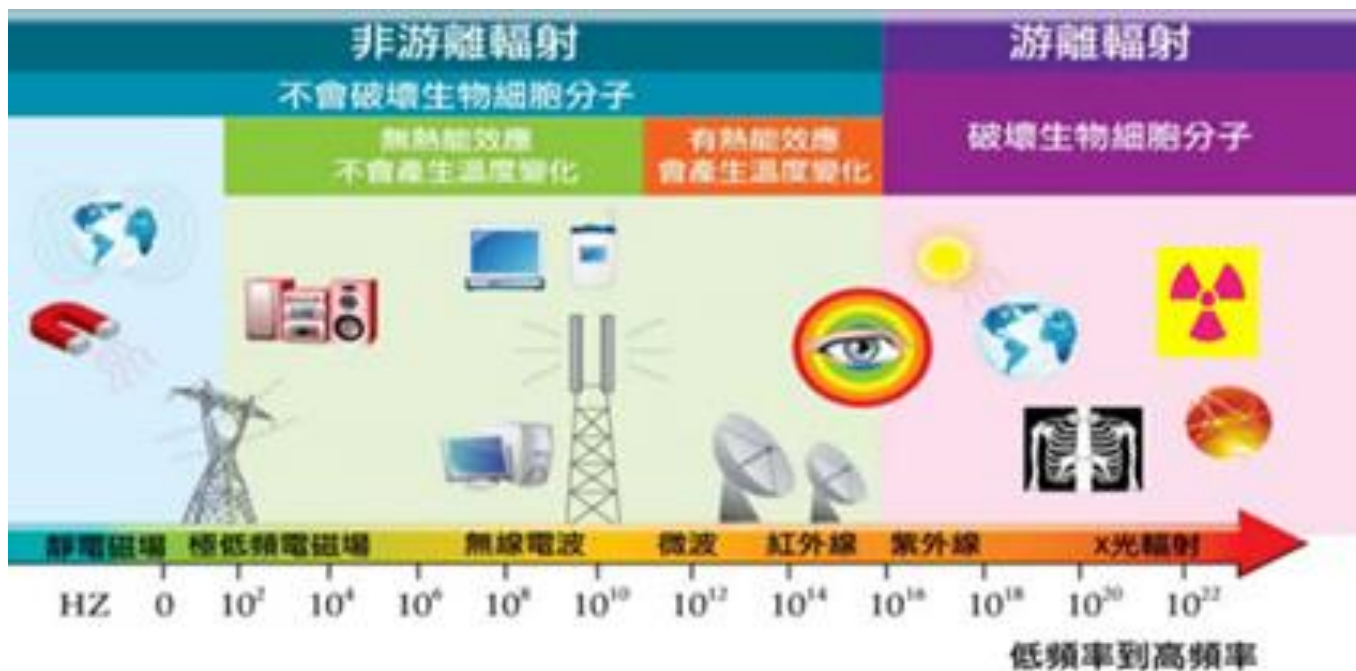 非游離輻射
游離輻射
不會破壞生物細胞分子
破壞生物細胞分子
無熱能效應
不會產生溫度變化
有熱能效應
會產生溫度變化
靜電磁場 極低頻電磁場 無線電波 微波 紅外線 紫外線 X光輻射
HZ 0 10² 10⁴ 10⁶ 10⁸ 10¹⁰ 10¹² 10¹⁴ 10¹⁶ 10¹⁸ 10²⁰ 10²²
低頻率到高頻率